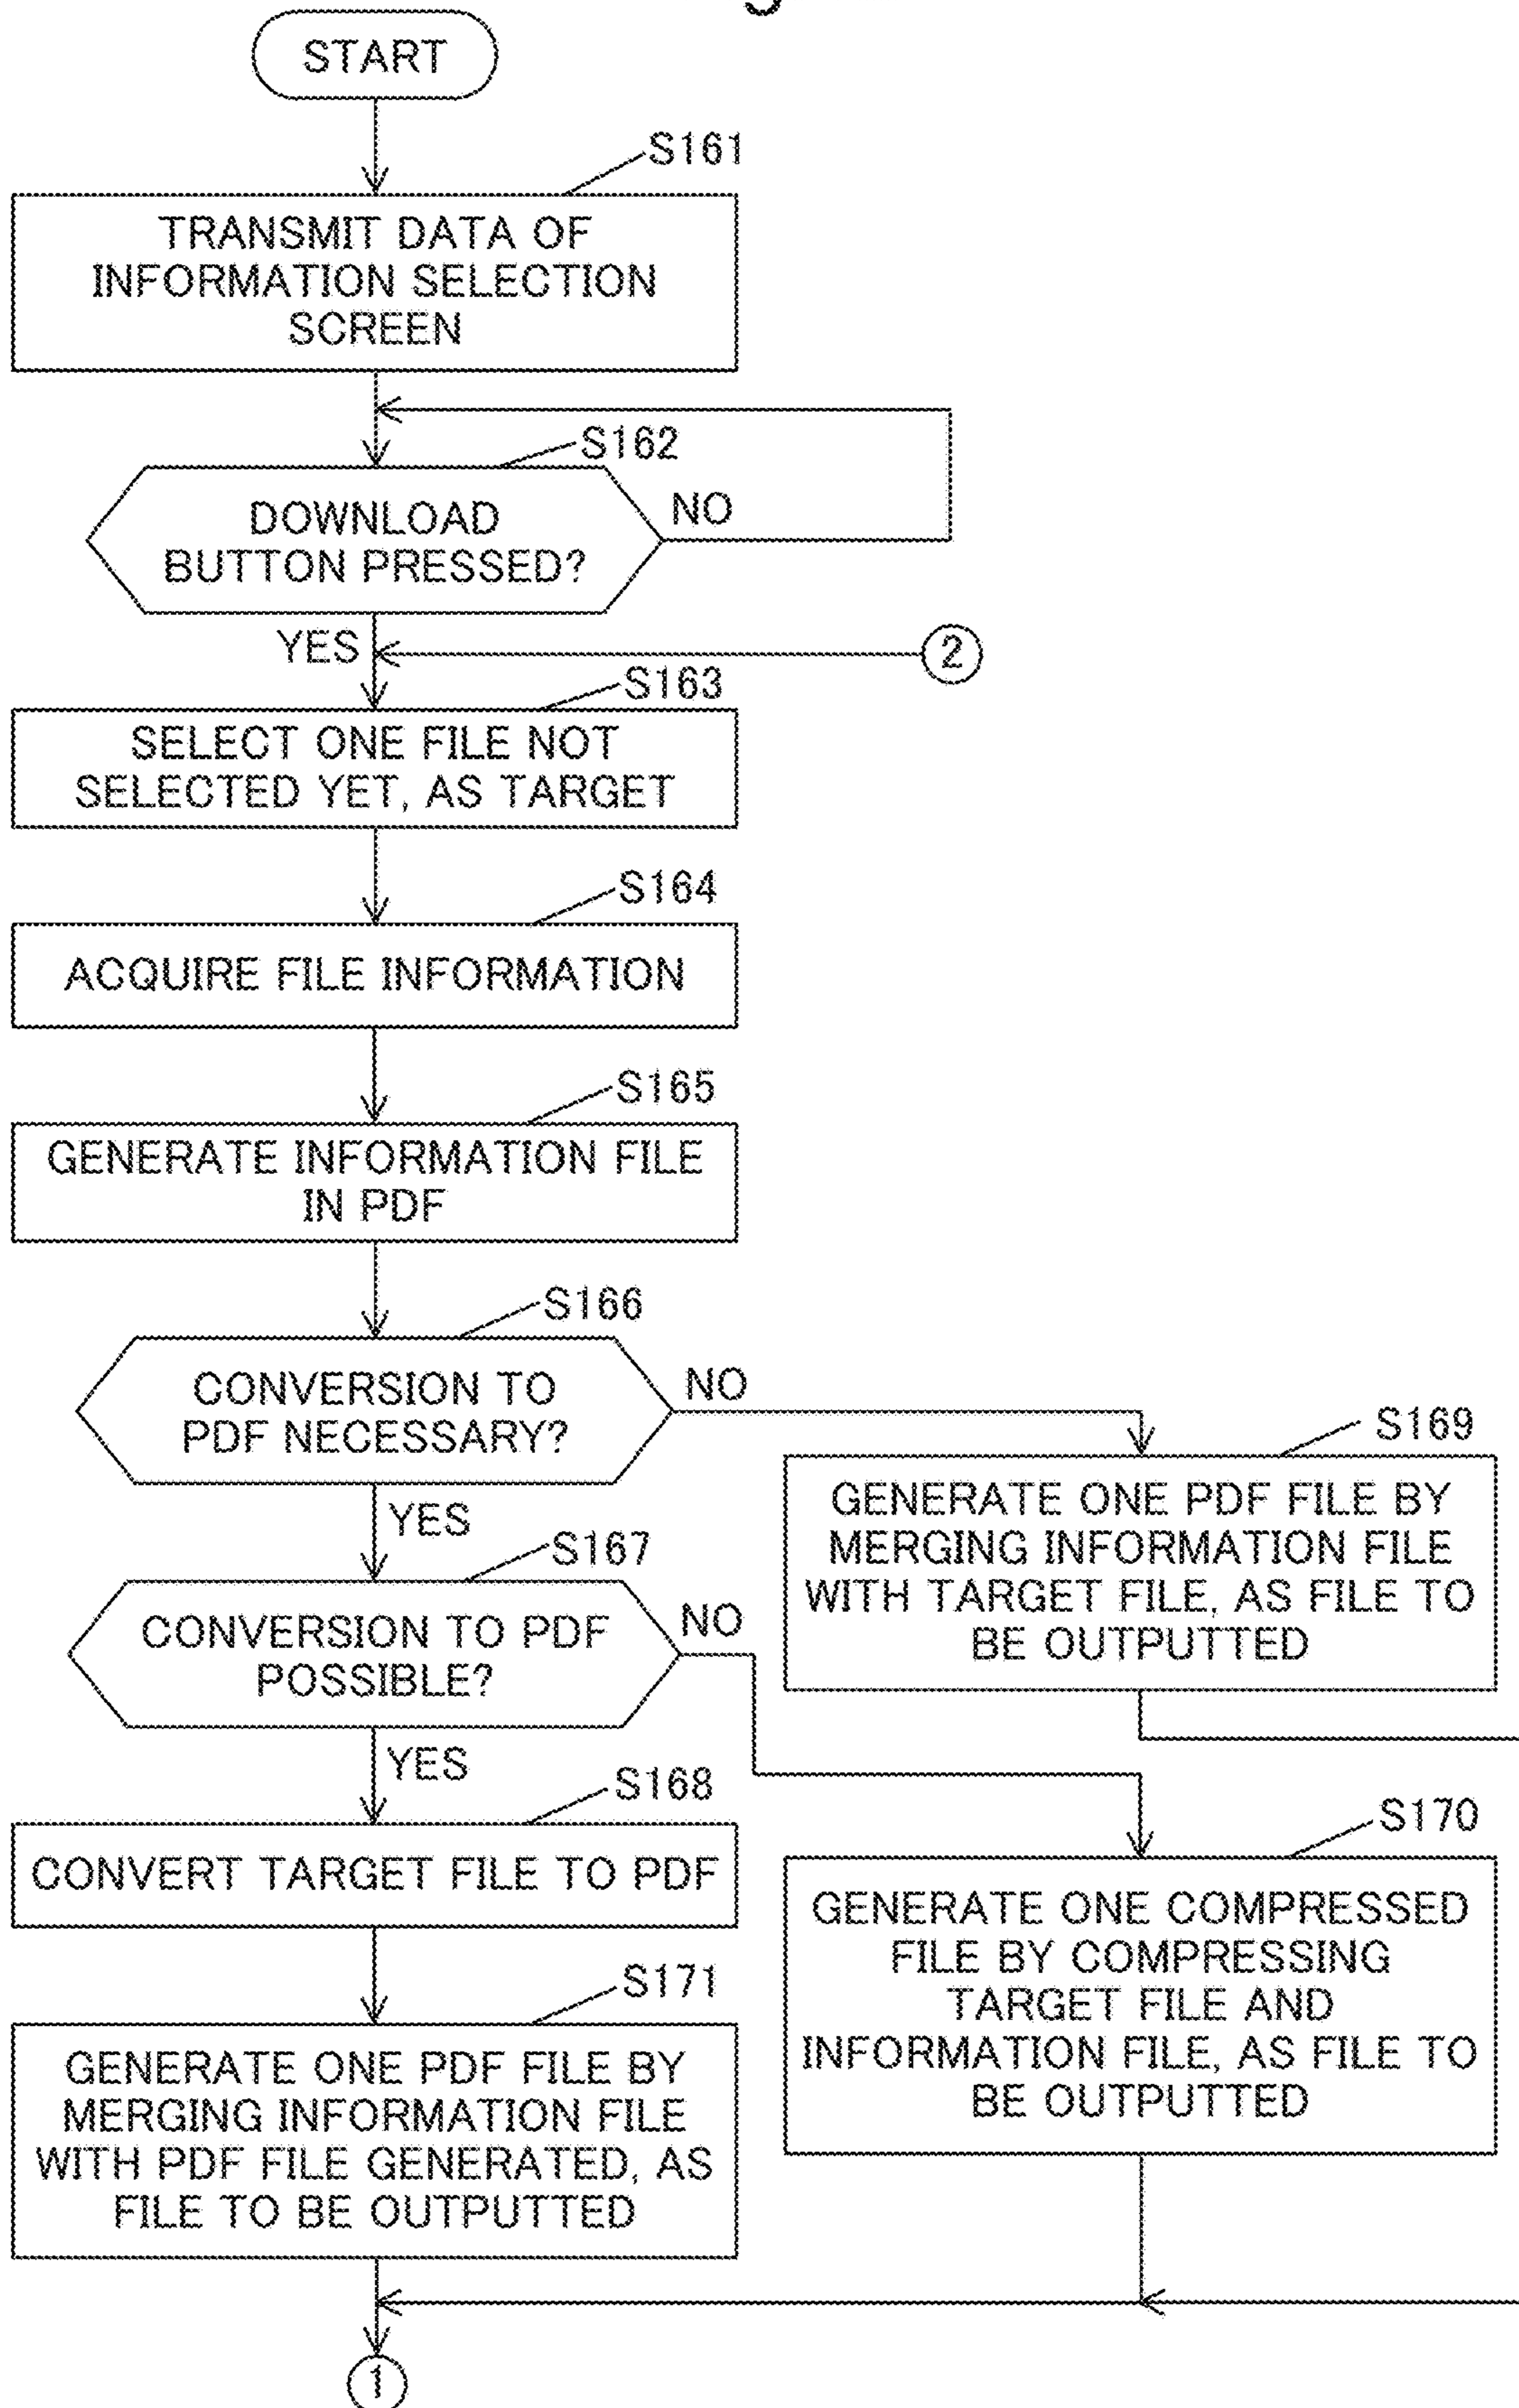 START
S161
TRANSMIT DATA OF
INFORMATION SELECTION
SCREEN
S162
DOWNLOAD
BUTTON PRESSED?
NO
YES
2
S163
SELECT ONE FILE NOT
SELECTED YET, AS TARGET
S164
ACQUIRE FILE INFORMATION
S165
GENERATE INFORMATION FILE
IN PDF
S166
CONVERSION TO
PDF NECESSARY?
NO
YES
S169
GENERATE ONE PDF FILE BY
MERGING INFORMATION FILE
WITH TARGET FILE, AS FILE TO
BE OUTPUTTED
S167
CONVERSION TO PDF
POSSIBLE?
NO
YES
S168
CONVERT TARGET FILE TO PDF
S170
GENERATE ONE COMPRESSED
FILE BY COMPRESSING
TARGET FILE AND
INFORMATION FILE, AS FILE TO
BE OUTPUTTED
S171
GENERATE ONE PDF FILE BY
MERGING INFORMATION FILE
WITH PDF FILE GENERATED, AS
FILE TO BE OUTPUTTED
1